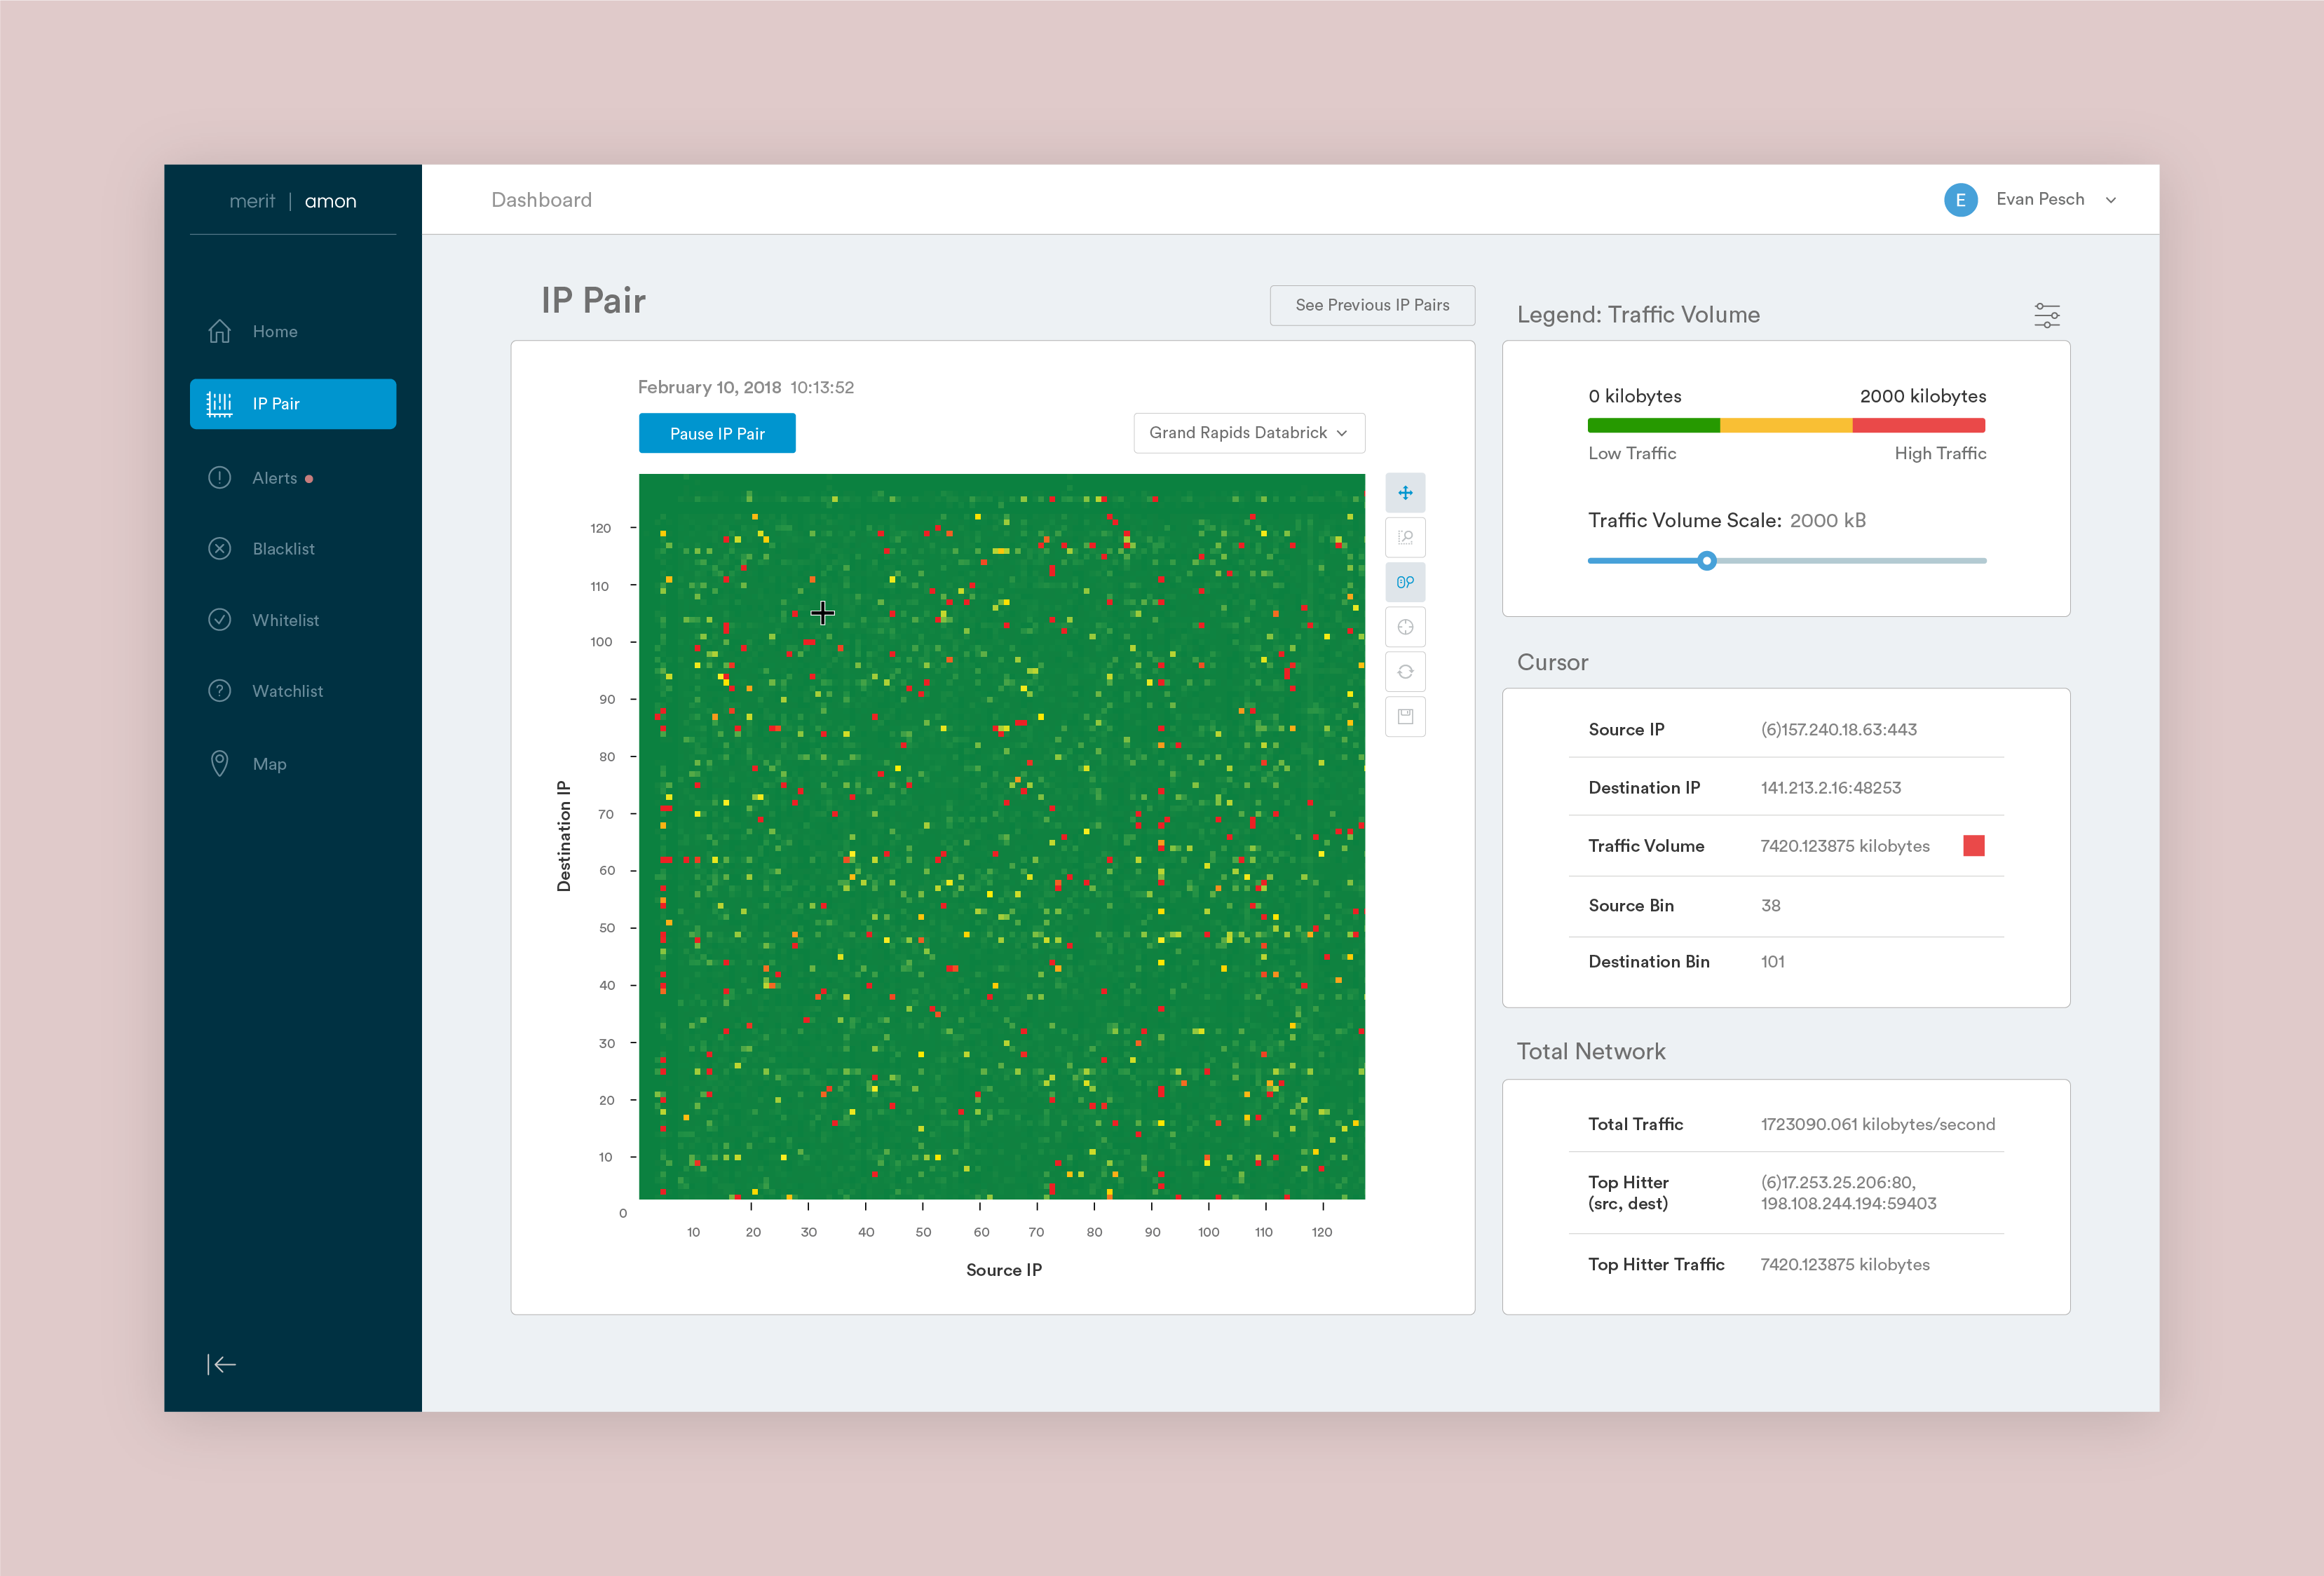 merit | amon
Dashboard
E
Evan Pesch
Home
IP Pair
Alerts
Blacklist
Whitelist
Watchlist
Map
IP Pair
See Previous IP Pairs
February 10, 2018 10:13:52
Pause IP Pair
Grand Rapids Databrick
Destination IP
120
110
100
90
80
70
60
50
40
30
20
10
0
10 20 30 40 50 60 70 80 90 100 110 120
Source IP
Legend: Traffic Volume
0 kilobytes 2000 kilobytes
Low Traffic High Traffic
Traffic Volume Scale: 2000 kB
Cursor
Source IP (6)157.240.18.63:443
Destination IP 141.213.2.16:48253
Traffic Volume 7420.123875 kilobytes
Source Bin 38
Destination Bin 101
Total Network
Total Traffic 1723090.061 kilobytes/second
Top Hitter (6)17.253.25.206:80,
(src, dest) 198.108.244.194:59403
Top Hitter Traffic 7420.123875 kilobytes